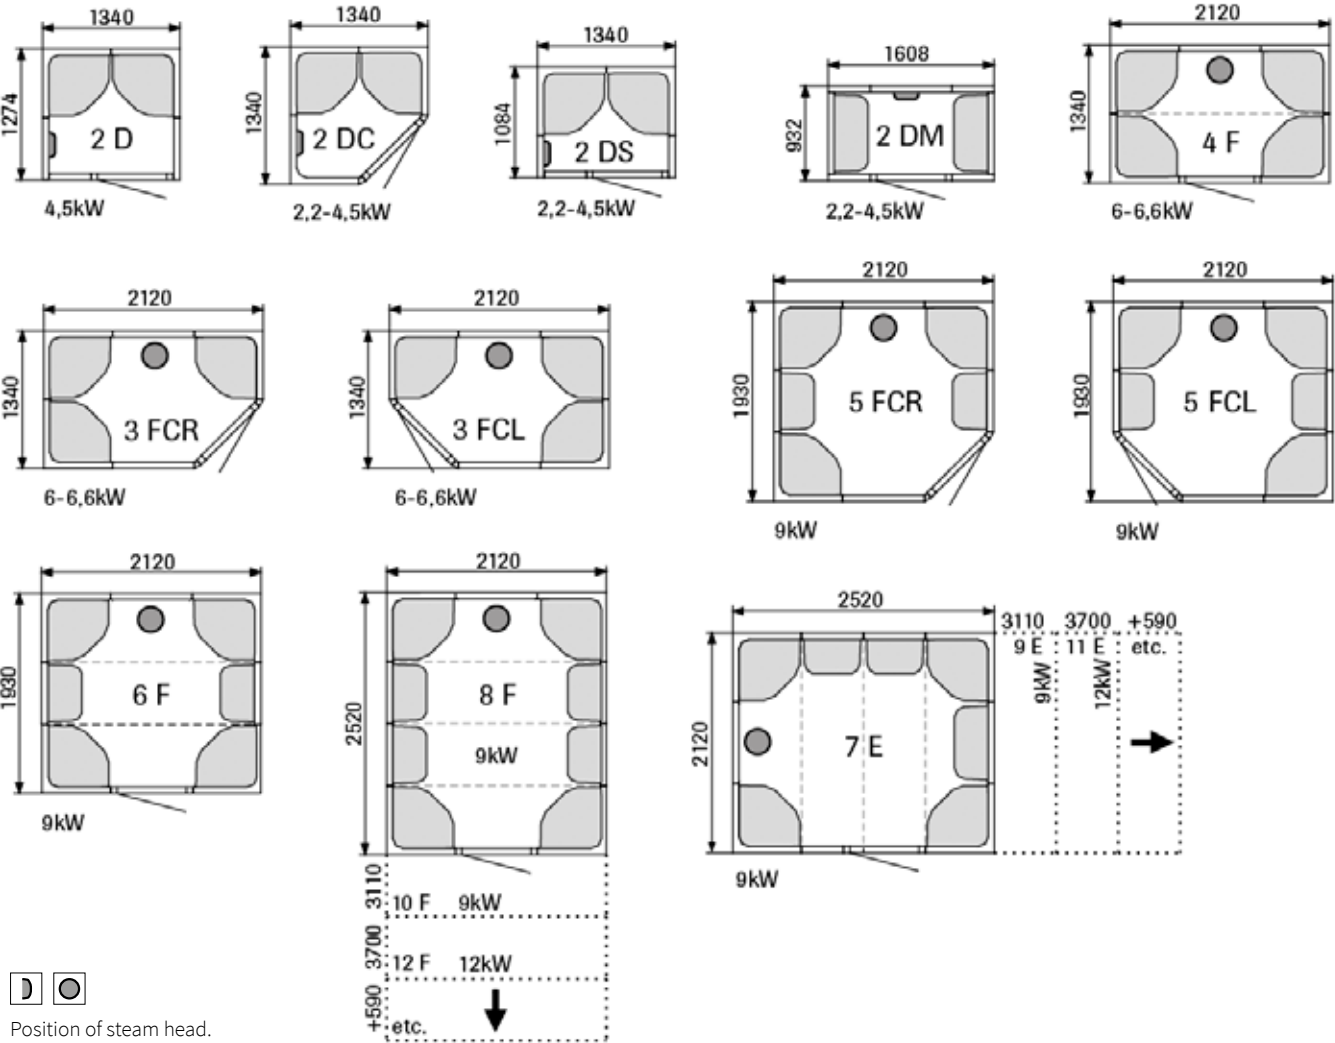 1340
1274
2 D
4,5kW
1340
1340
2 DC
2,2-4,5kW
1340
1084
2 DS
2,2-4,5kW
1608
932
2 DM
2,2-4,5kW
2120
1340
4 F
6-6,6kW
2120
1340
3 FCR
6-6,6kW
2120
1340
3 FCL
6-6,6kW
2120
1930
5 FCR
9kW
2120
1930
5 FCL
9kW
2120
1930
6 F
9kW
2120
2520
8 F
9kW
3110
10 F 9kW
3700
12 F 12kW
+590
etc.
2520
2120
7 E
9kW
3110 3700 +590
9 E 11 E etc.
9kW 12kW
Position of steam head.